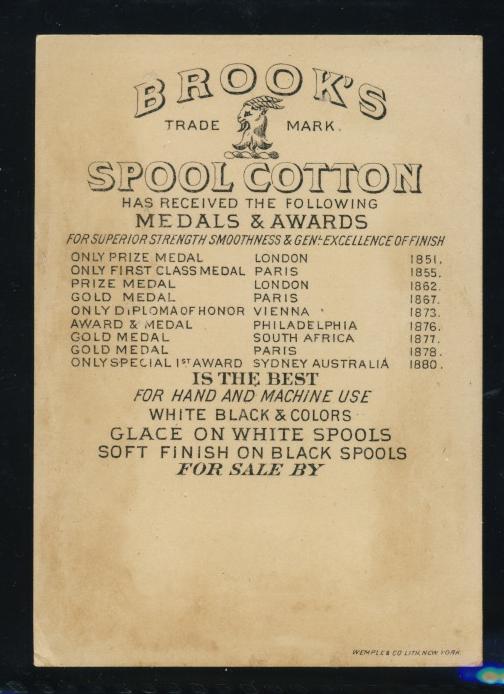 BROOK'S
TRADE MARK.
SPOOL COTTON
HAS RECEIVED THE FOLLOWING
MEDALS & AWARDS
FOR SUPERIOR STRENGTH SMOOTHNESS & GENL EXCELLENCE OF FINISH
ONLY PRIZE MEDAL LONDON 1851.
ONLY FIRST CLASS MEDAL PARIS 1855.
PRIZE MEDAL LONDON 1862.
GOLD MEDAL PARIS 1867.
ONLY DIPLOMA OF HONOR VIENNA 1873.
AWARD & MEDAL PHILADELPHIA 1876.
GOLD MEDAL SOUTH AFRICA 1877.
GOLD MEDAL PARIS 1878.
ONLY SPECIAL 1ST AWARD SYDNEY AUSTRALIA 1880.
IS THE BEST
FOR HAND AND MACHINE USE
WHITE BLACK & COLORS
GLACE ON WHITE SPOOLS
SOFT FINISH ON BLACK SPOOLS
FOR SALE BY
WEMPLE & CO LITH, NEW YORK.